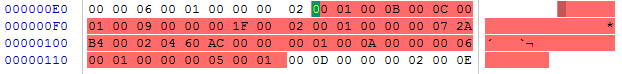 000000E0 00 00 06 00 01 00 00 00 02 00 01 00 0B 00 0C 00
000000F0 01 00 09 00 00 00 1F 00 02 00 01 00 00 00 07 2A *
00000100 B4 00 02 04 60 AC 00 00 00 01 00 0A 00 00 00 06 ´ `¬
00000110 00 01 00 00 00 05 00 01 00 0D 00 00 00 02 00 0E